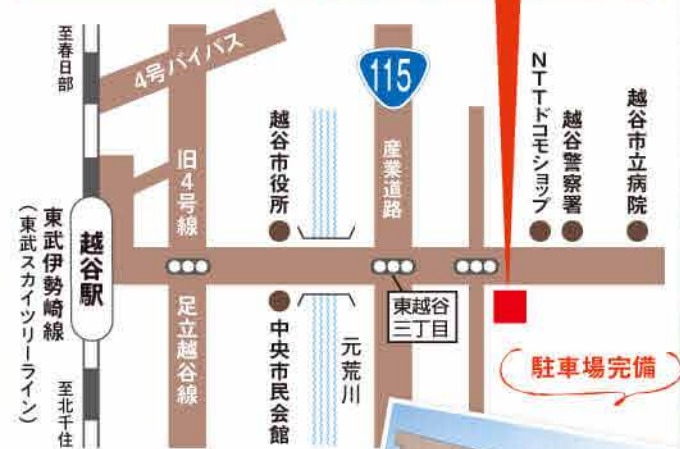 至春日部
4号バイパス
115
旧4号線
越谷市役所
産業道路
NTTドコモショップ
越谷警察署
越谷市立病院
越谷駅
東武伊勢崎線
(東武スカイツリーライン)
足立越谷線
中央市民会館
元荒川
東越谷
三丁目
駐車場完備
至北千住